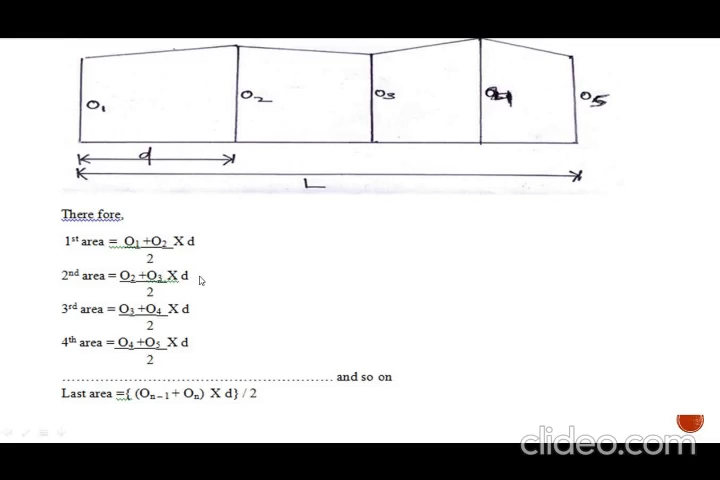 O1 O2 O3 O4 O5
d
L
There fore,
1st area = O1 +O2 X d
2
2nd area = O2 +O3 X d
2
3rd area = O3 +O4 X d
2
4th area = O4 +O5 X d
2
........................................................ and so on
Last area ={ (On – 1 + On) X d} / 2
clideo.com